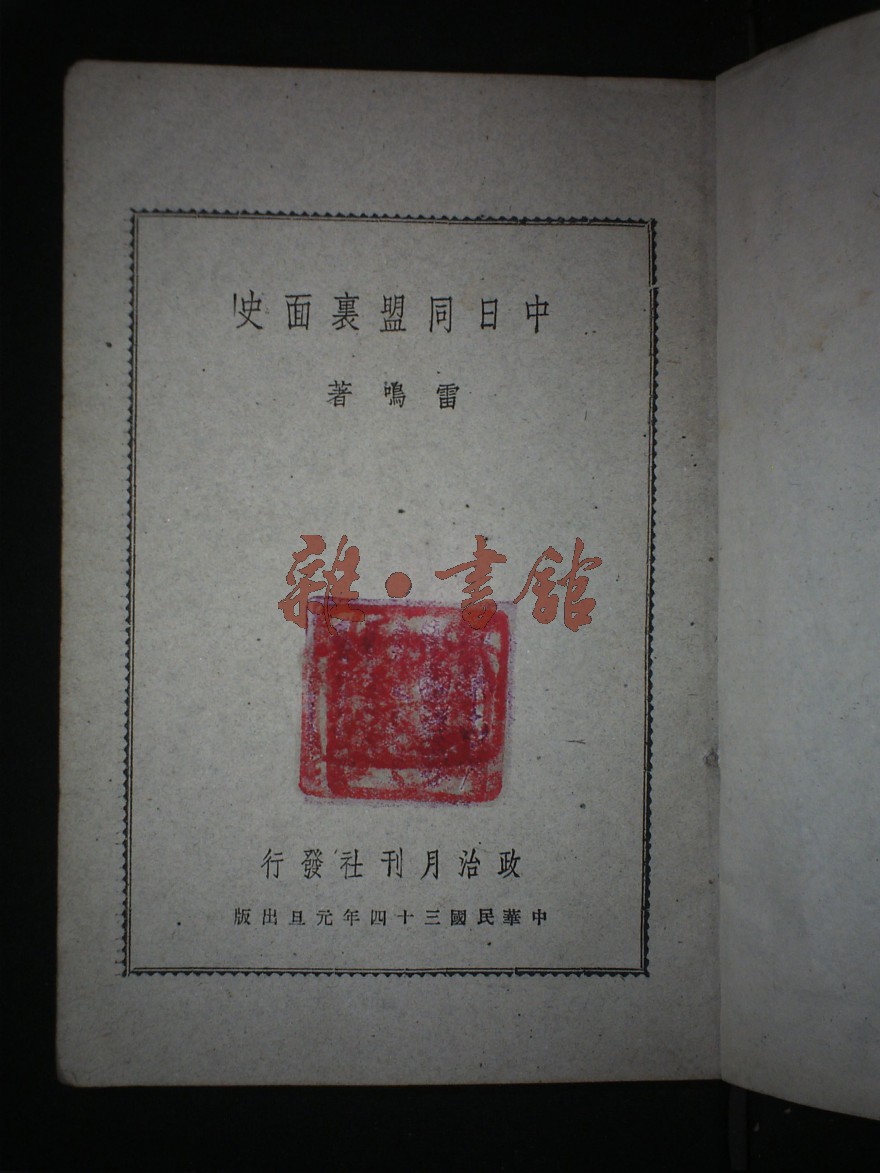 中日同盟裏面史
雷鳴著
雜·書館
政治月刊社發行
中華民國三十四年元旦出版